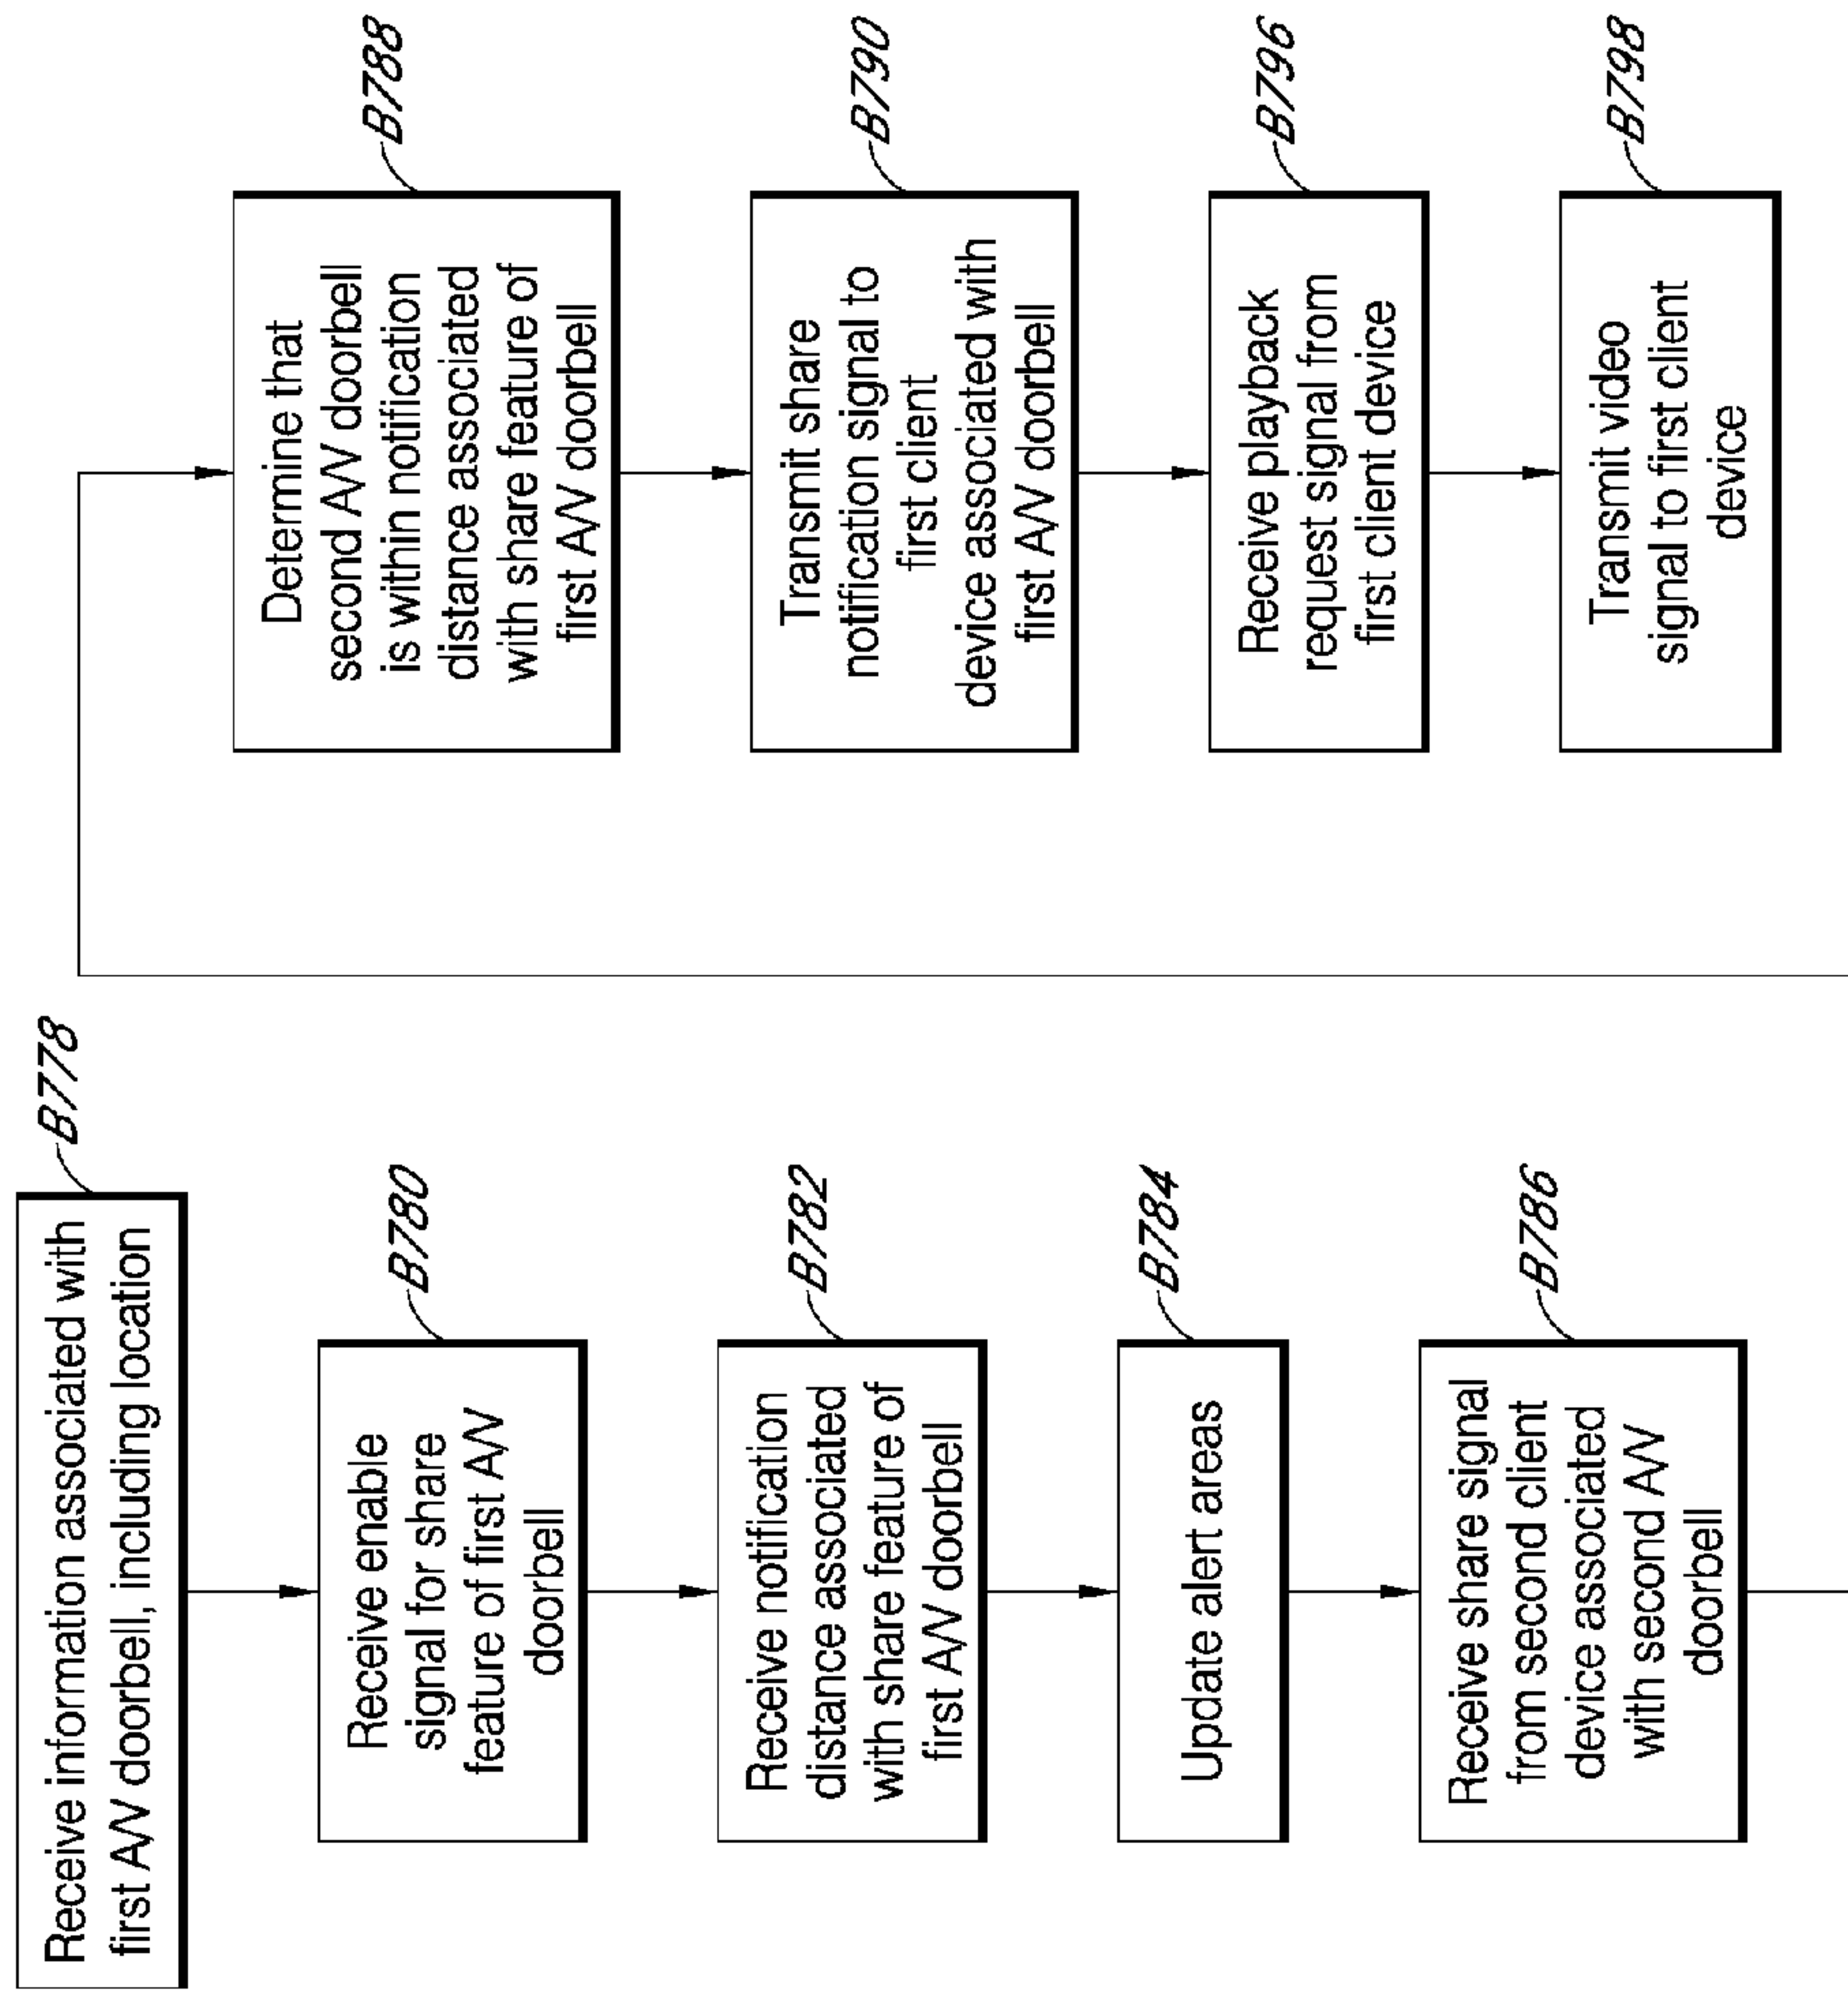 Receive information associated with
first A/V doorbell, including location
B778
Receive enable
signal for share
feature of first A/V
doorbell
B780
Receive notification
distance associated
with share feature of
first A/V doorbell
B782
Update alert areas
B784
Receive share signal
from second client
device associated
with second A/V
doorbell
B786
Determine that
second A/V doorbell
is within notification
distance associated
with share feature of
first A/V doorbell
B788
Transmit share
notification signal to
first client
device associated with
first A/V doorbell
B790
Receive playback
request signal from
first client device
B796
Transmit video
signal to first client
device
B798